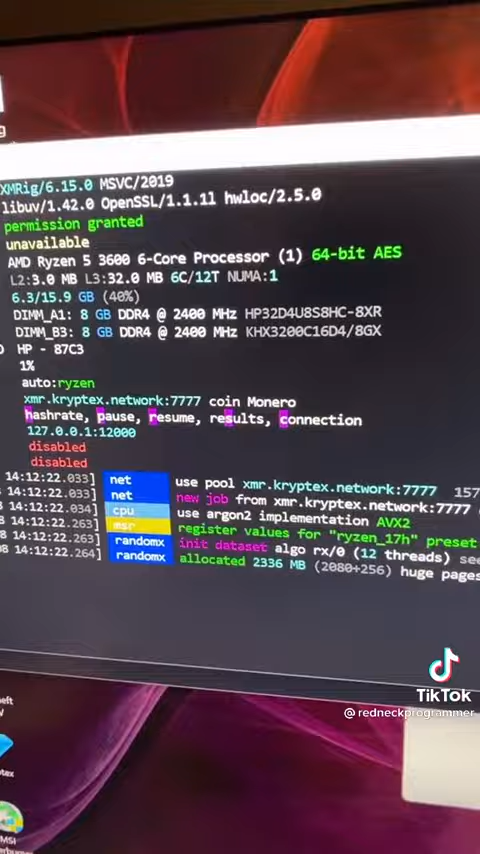 g
XMRig/6.15.0 MSVC/2019
libuv/1.42.0 OpenSSL/1.1.1l hwloc/2.5.0
permission granted
unavailable
AMD Ryzen 5 3600 6-Core Processor (1) 64-bit AES
L2:3.0 MB L3:32.0 MB 6C/12T NUMA:1
6.3/15.9 GB (40%)
DIMM_A1: 8 GB DDR4 @ 2400 MHz HP32D4U8S8HC-8XR
DIMM_B3: 8 GB DDR4 @ 2400 MHz KHX3200C16D4/8GX
HP - 87C3
1%
auto:ryzen
xmr.kryptex.network:7777 coin Monero
hashrate, pause, resume, results, connection
127.0.0.1:12000
disabled
disabled
14:12:22.033] net use pool xmr.kryptex.network:7777 157
14:12:22.033] net new job from xmr.kryptex.network:7777
14:12:22.034] cpu use argon2 implementation AVX2
14:12:22.263] msr register values for "ryzen_17h" preset
14:12:22.263] randomx init dataset algo rx/0 (12 threads) see
14:12:22.264] randomx allocated 2336 MB (2080+256) huge pages
TikTok
@redneckprogrammer
eft
tex
MSI